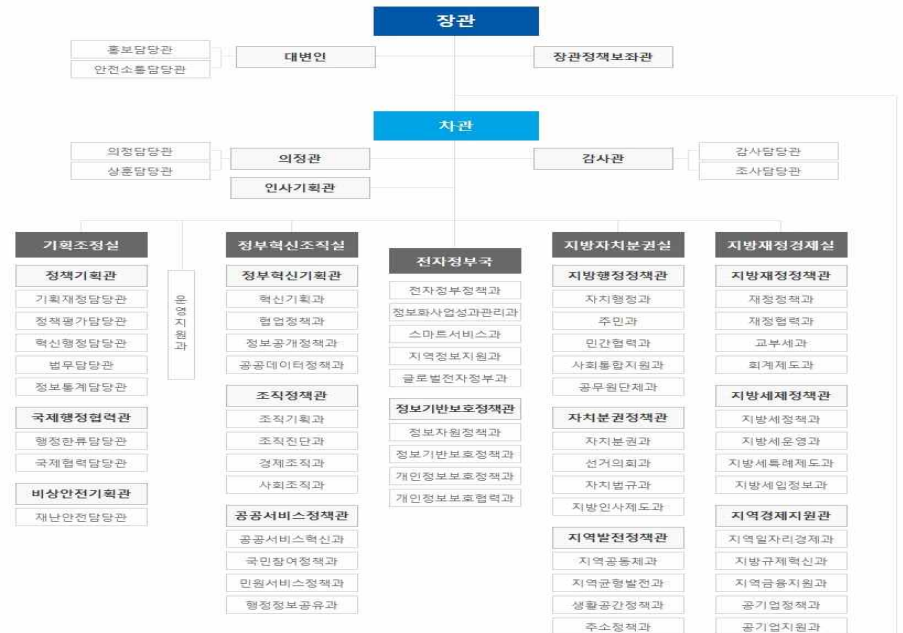 장관
홍보담당관
안전소통담당관
대변인
장관정책보좌관
차관
의정담당관
상훈담당관
의정관
인사기획관
감사관
감사담당관
조사담당관
기획조정실
정책기획관
기획재정담당관
정책평가담당관
혁신행정담당관
법무담당관
정보통계담당관
국제행정협력관
행정한류담당관
국제협력담당관
비상안전기획관
재난안전담당관
운영지원과
정부혁신조직실
정부혁신기획관
혁신기획과
협업정책과
정보공개정책과
공공데이터정책과
조직정책관
조직기획과
조직진단과
경제조직과
사회조직과
공공서비스정책관
공공서비스혁신과
국민참여정책과
민원서비스정책과
행정정보공유과
전자정부국
전자정부정책과
정보화사업성과관리과
스마트서비스과
지역정보지원과
글로벌전자정부과
정보기반보호정책관
정보자원정책과
정보기반보호정책과
개인정보보호정책과
개인정보보호협력과
지방자치분권실
지방행정정책관
자치행정과
주민과
민간협력과
사회통합지원과
공무원단체과
자치분권정책관
자치분권과
선거의회과
자치법규과
지방인사제도과
지역발전정책관
지역공동체과
지역균형발전과
생활공간정책과
주소정책과
지방재정경제실
지방재정정책관
재정정책과
재정협력과
교부세과
회계제도과
지방세제정책관
지방세정책과
지방세운영과
지방세특례제도과
지방세입정보과
지역경제지원관
지역일자리경제과
지방규제혁신과
지역금융지원과
공기업정책과
공기업지원과